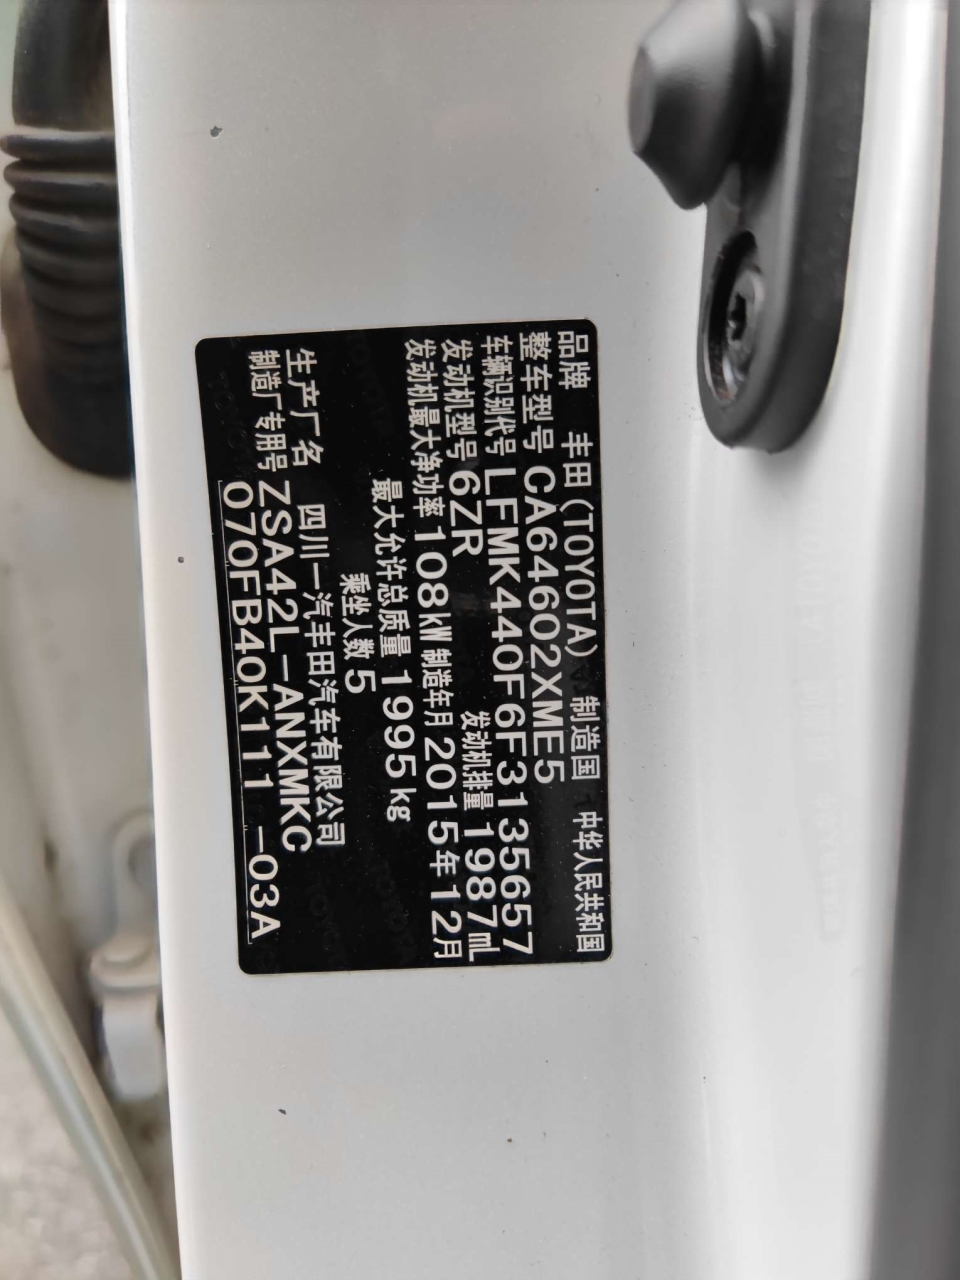 品牌 丰田(TOYOTA) 制造国 中华人民共和国
整车型号 CA64602XME5
车辆识别代号 LFMK440F6F3135657
发动机型号 6ZR 发动机排量 1987mL
发动机最大净功率 108kW 制造年月 2015年12月
最大允许总质量 1995kg
乘坐人数 5
生产厂名 四川一汽丰田汽车有限公司
制造厂专用号 ZSA42L-ANXMKC
070FB40K111 -03A